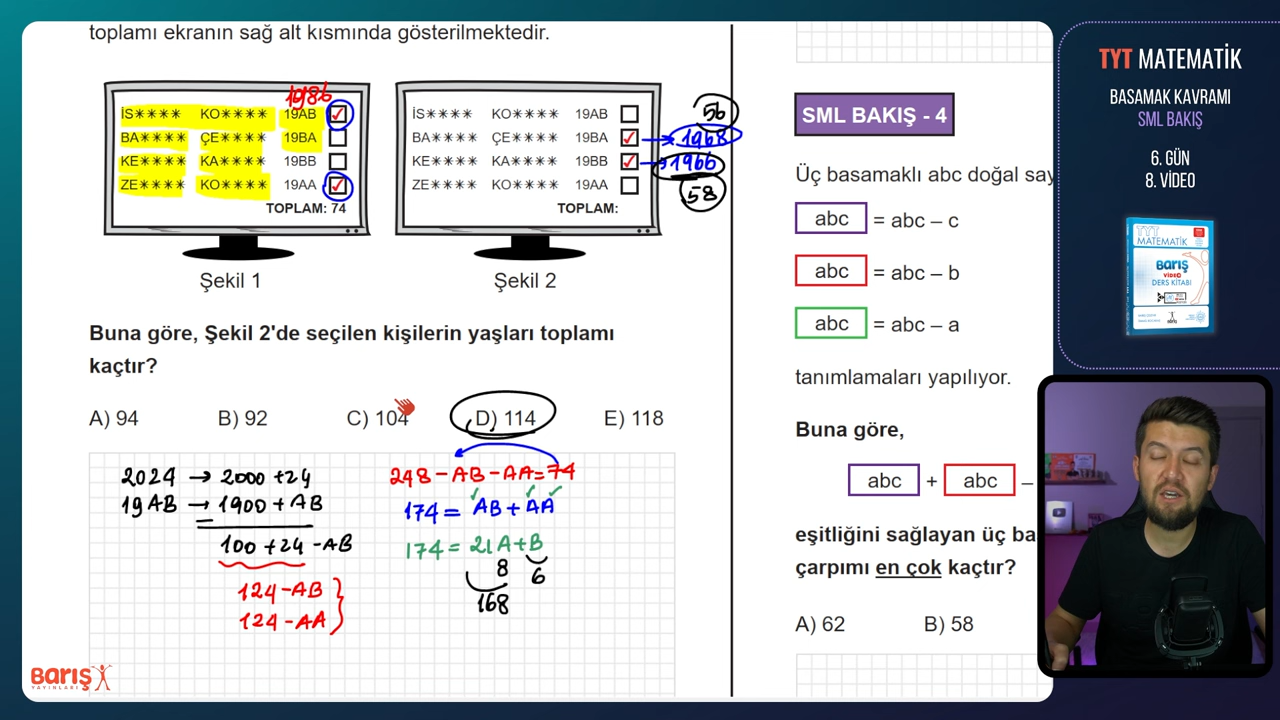 toplamı ekranın sağ alt kısmında gösterilmektedir.
1986
İS✳✳✳✳ KO✳✳✳✳ 19AB ✓
BA✳✳✳✳ ÇE✳✳✳✳ 19BA
KE✳✳✳✳ KA✳✳✳✳ 19BB
ZE✳✳✳✳ KO✳✳✳✳ 19AA ✓
TOPLAM: 74
Şekil 1
İS✳✳✳✳ KO✳✳✳✳ 19AB
BA✳✳✳✳ ÇE✳✳✳✳ 19BA ✓ → 1968
KE✳✳✳✳ KA✳✳✳✳ 19BB ✓ → 1966
ZE✳✳✳✳ KO✳✳✳✳ 19AA
TOPLAM:
56
58
Şekil 2
Buna göre, Şekil 2'de seçilen kişilerin yaşları toplamı
kaçtır?
A) 94 B) 92 C) 104 D) 114 E) 118
2024 → 2000 + 24
19AB → 1900 + AB
100 + 24 - AB
124 - AB
124 - AA
248 - AB - AA = 74
174 = AB + AA
174 = 21A + B
8 6
168
BARIŞ
YAYINLARI
SML BAKIŞ - 4
Üç basamaklı abc doğal say
abc = abc – c
abc = abc – b
abc = abc – a
tanımlamaları yapılıyor.
Buna göre,
abc + abc –
eşitliğini sağlayan üç ba
çarpımı en çok kaçtır?
A) 62 B) 58
TYT MATEMATİK
BASAMAK KAVRAMI
SML BAKIŞ
6. GÜN
8. VİDEO
TYT
MATEMATİK
BARIŞ
VİDEO
DERS KİTABI